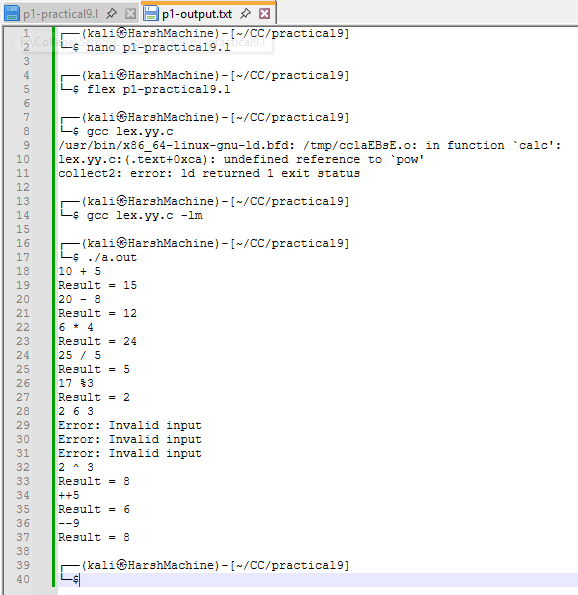 p1-practical9.l p1-output.txt
1 ┌──(kali㉿HarshMachine)-[~/CC/practical9]
2 └─$ nano p1-practical9.l
3
4 ┌──(kali㉿HarshMachine)-[~/CC/practical9]
5 └─$ flex p1-practical9.l
6
7 ┌──(kali㉿HarshMachine)-[~/CC/practical9]
8 └─$ gcc lex.yy.c
9 /usr/bin/x86_64-linux-gnu-ld.bfd: /tmp/cclaEBsE.o: in function `calc':
10 lex.yy.c:(.text+0xca): undefined reference to `pow'
11 collect2: error: ld returned 1 exit status
12
13 ┌──(kali㉿HarshMachine)-[~/CC/practical9]
14 └─$ gcc lex.yy.c -lm
15
16 ┌──(kali㉿HarshMachine)-[~/CC/practical9]
17 └─$ ./a.out
18 10 + 5
19 Result = 15
20 20 - 8
21 Result = 12
22 6 * 4
23 Result = 24
24 25 / 5
25 Result = 5
26 17 %3
27 Result = 2
28 2 6 3
29 Error: Invalid input
30 Error: Invalid input
31 Error: Invalid input
32 2 ^ 3
33 Result = 8
34 ++5
35 Result = 6
36 --9
37 Result = 8
38
39 ┌──(kali㉿HarshMachine)-[~/CC/practical9]
40 └─$